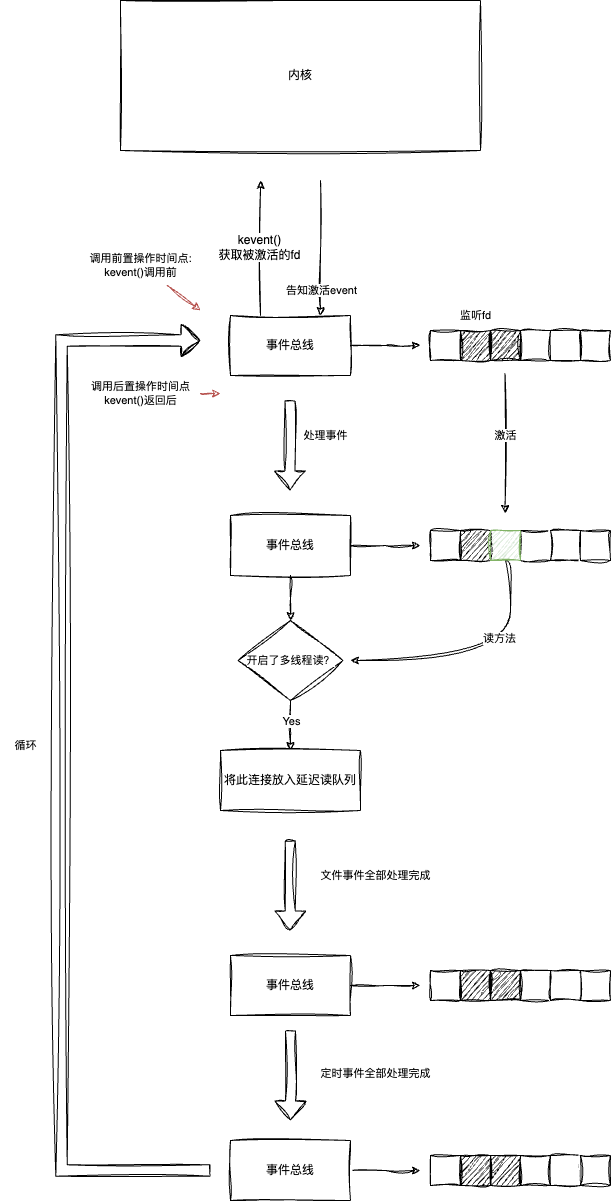 内核
kevent()
获取被激活的fd
调用前置操作时间点:
kevent()调用前
告知激活event
监听fd
事件总线
调用后置操作时间点
kevent()返回后
处理事件
激活
事件总线
读方法
开启了多线程读?
Yes
循环
将此连接放入延迟读队列
文件事件全部处理完成
事件总线
定时事件全部处理完成
事件总线